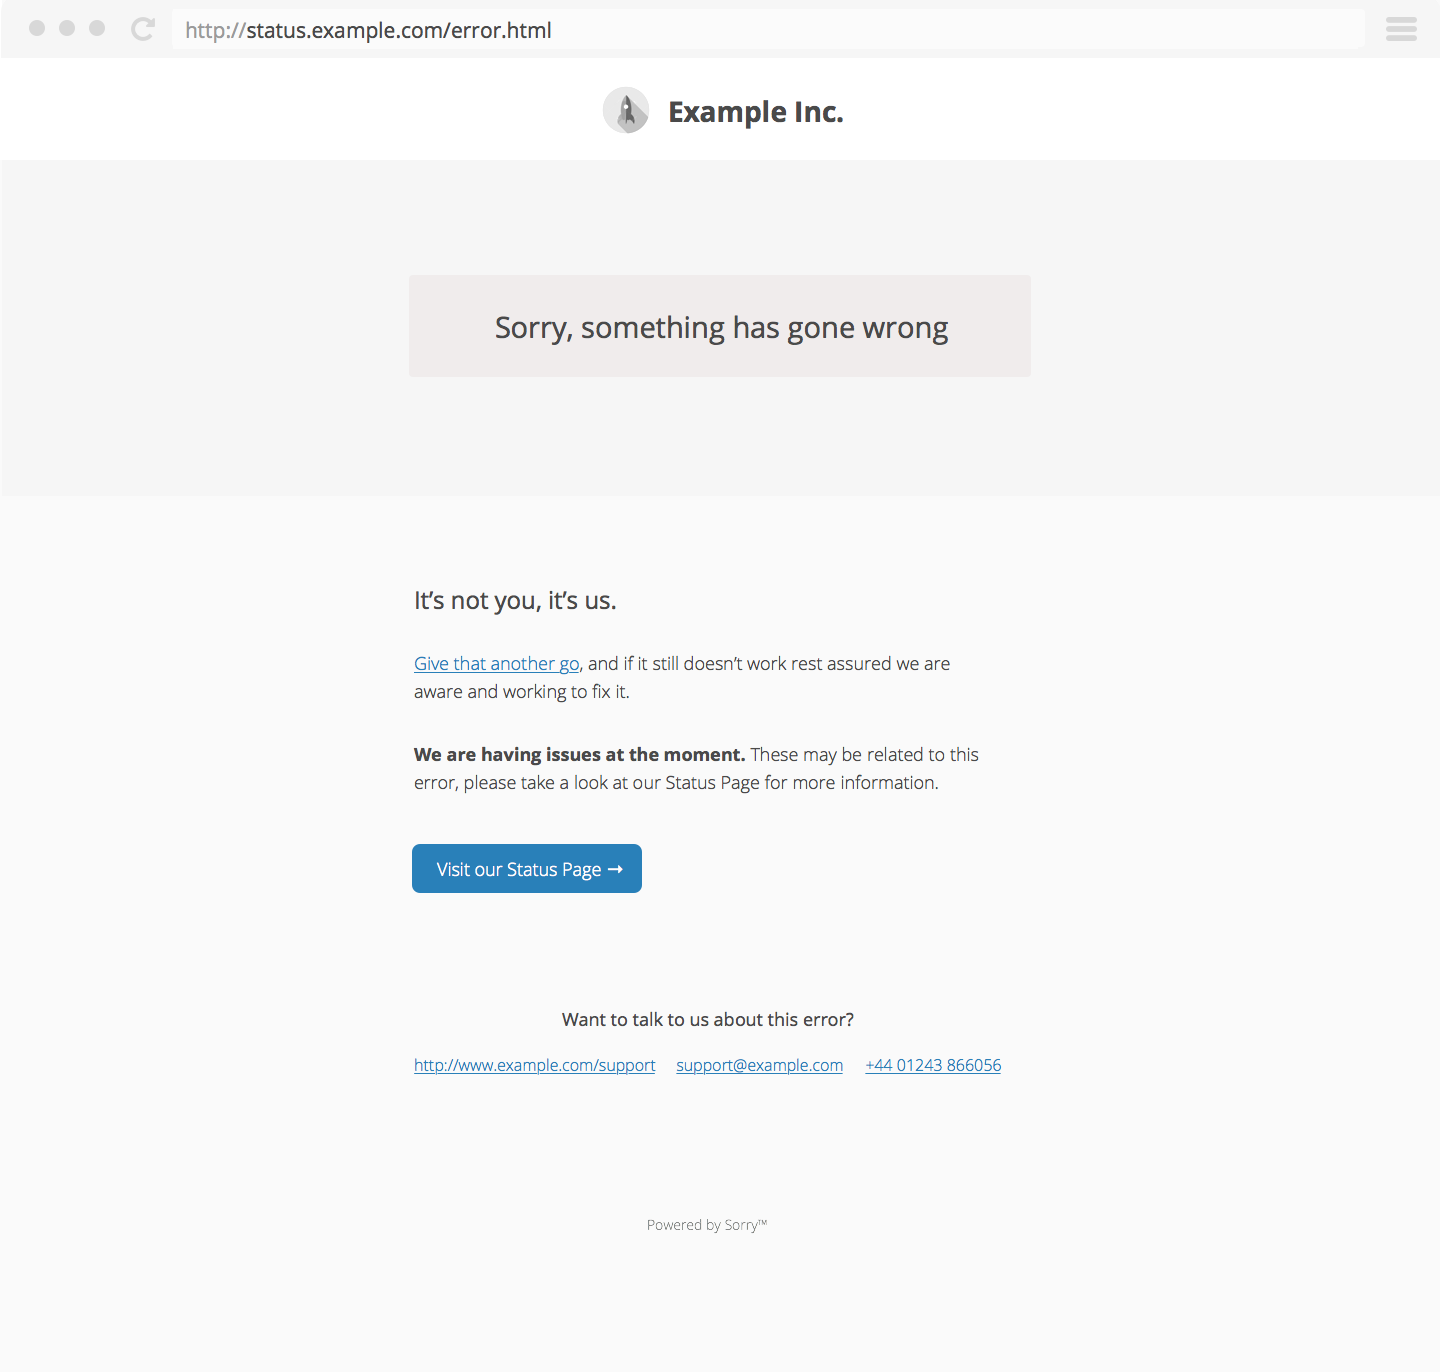 http://status.example.com/error.html
Example Inc.
Sorry, something has gone wrong
It’s not you, it’s us.
Give that another go, and if it still doesn’t work rest assured we are
aware and working to fix it.
We are having issues at the moment. These may be related to this
error, please take a look at our Status Page for more information.
Visit our Status Page →
Want to talk to us about this error?
http://www.example.com/support support@example.com +44 01243 866056
Powered by Sorry™